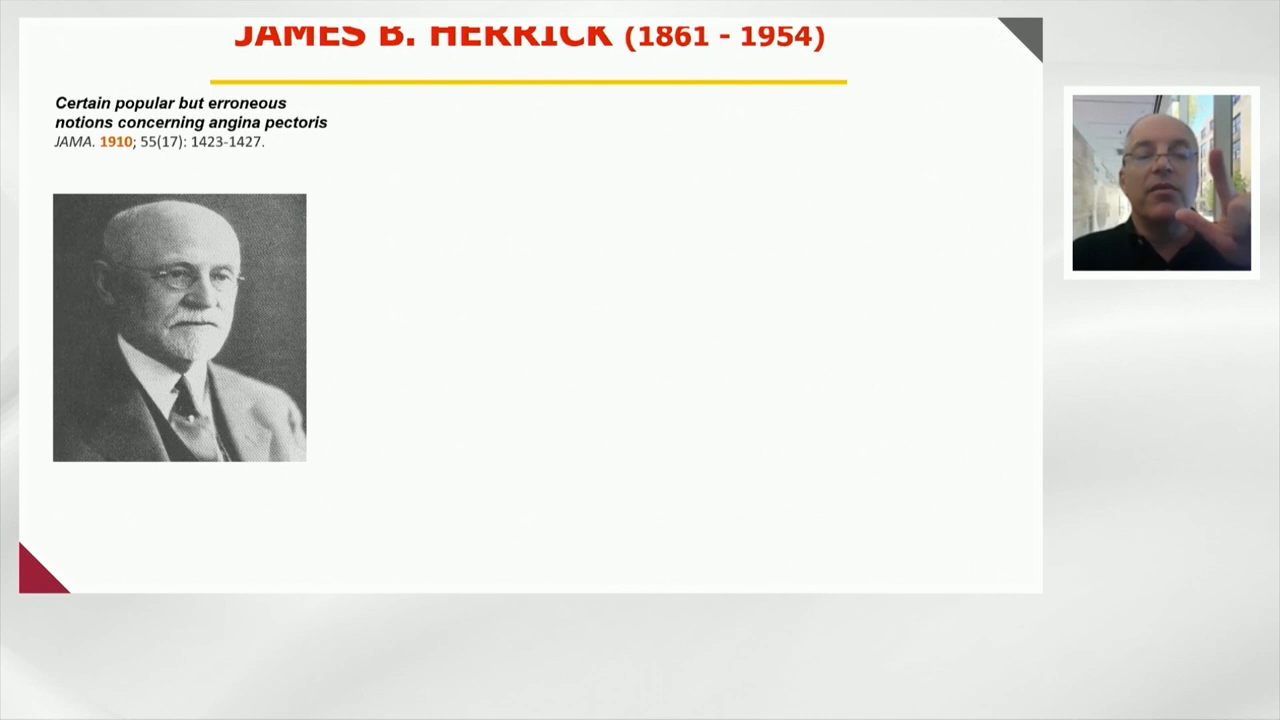 JAMES B. HERRICK (1861 - 1954)
Certain popular but erroneous
notions concerning angina pectoris
JAMA. 1910; 55(17): 1423-1427.